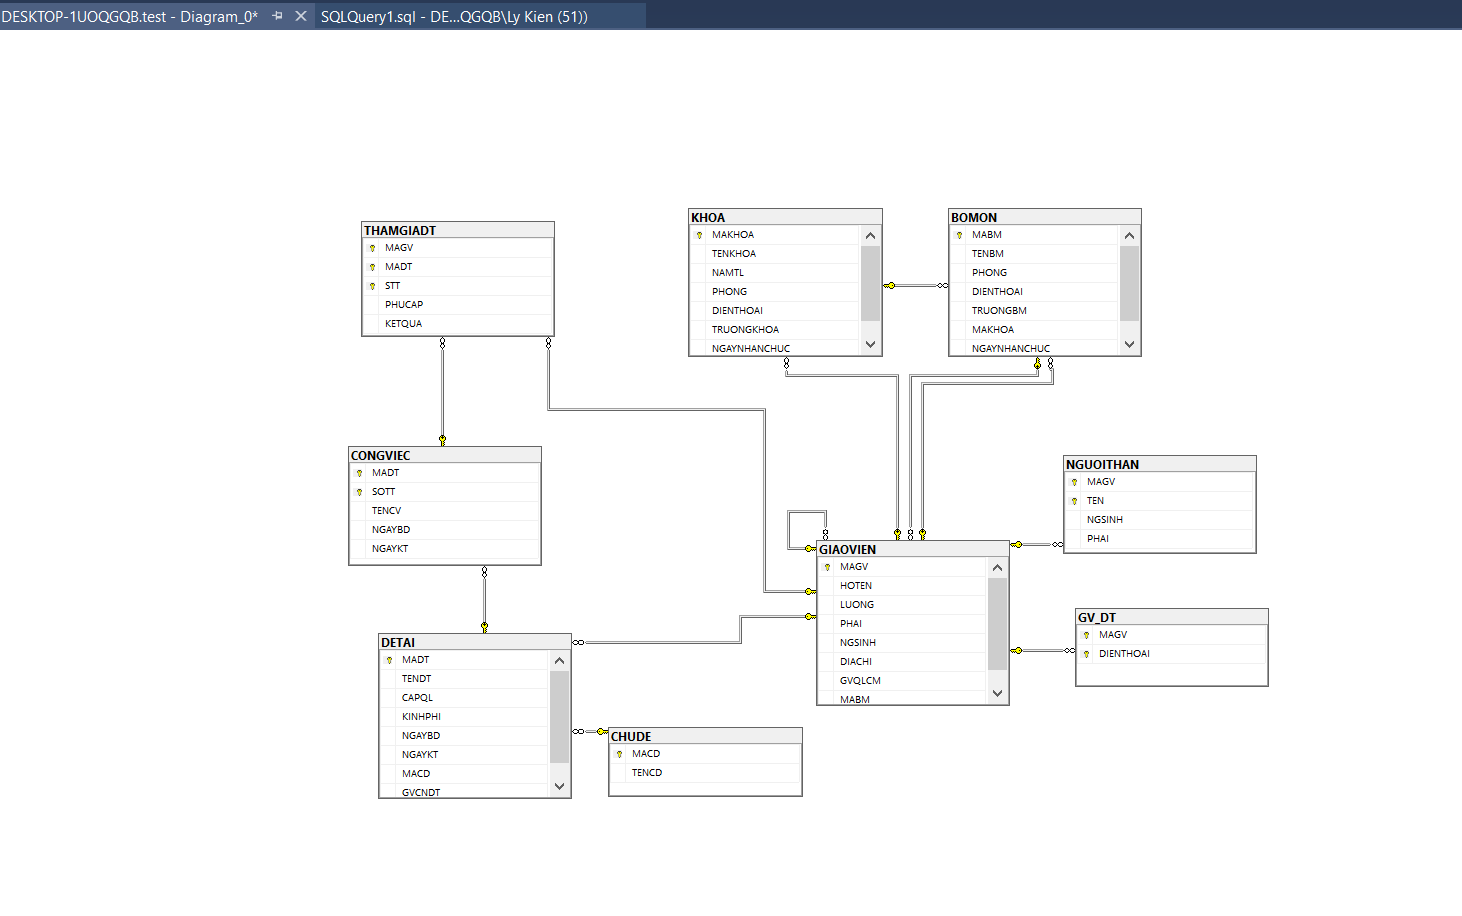 DESKTOP-1UOQGQB.test - Diagram_0*
SQLQuery1.sql - DE...QGQB\Ly Kien (51))
THAMGIADT
MAGV
MADT
STT
PHUCAP
KETQUA
KHOA
MAKHOA
TENKHOA
NAMTL
PHONG
DIENTHOAI
TRUONGKHOA
NGAYNHANCHUC
BOMON
MABM
TENBM
PHONG
DIENTHOAI
TRUONGBM
MAKHOA
NGAYNHANCHUC
CONGVIEC
MADT
SOTT
TENCV
NGAYBD
NGAYKT
NGUOITHAN
MAGV
TEN
NGSINH
PHAI
GIAOVIEN
MAGV
HOTEN
LUONG
PHAI
NGSINH
DIACHI
GVQLCM
MABM
GV_DT
MAGV
DIENTHOAI
DETAI
MADT
TENDT
CAPQL
KINHPHI
NGAYBD
NGAYKT
MACD
GVCNDT
CHUDE
MACD
TENCD